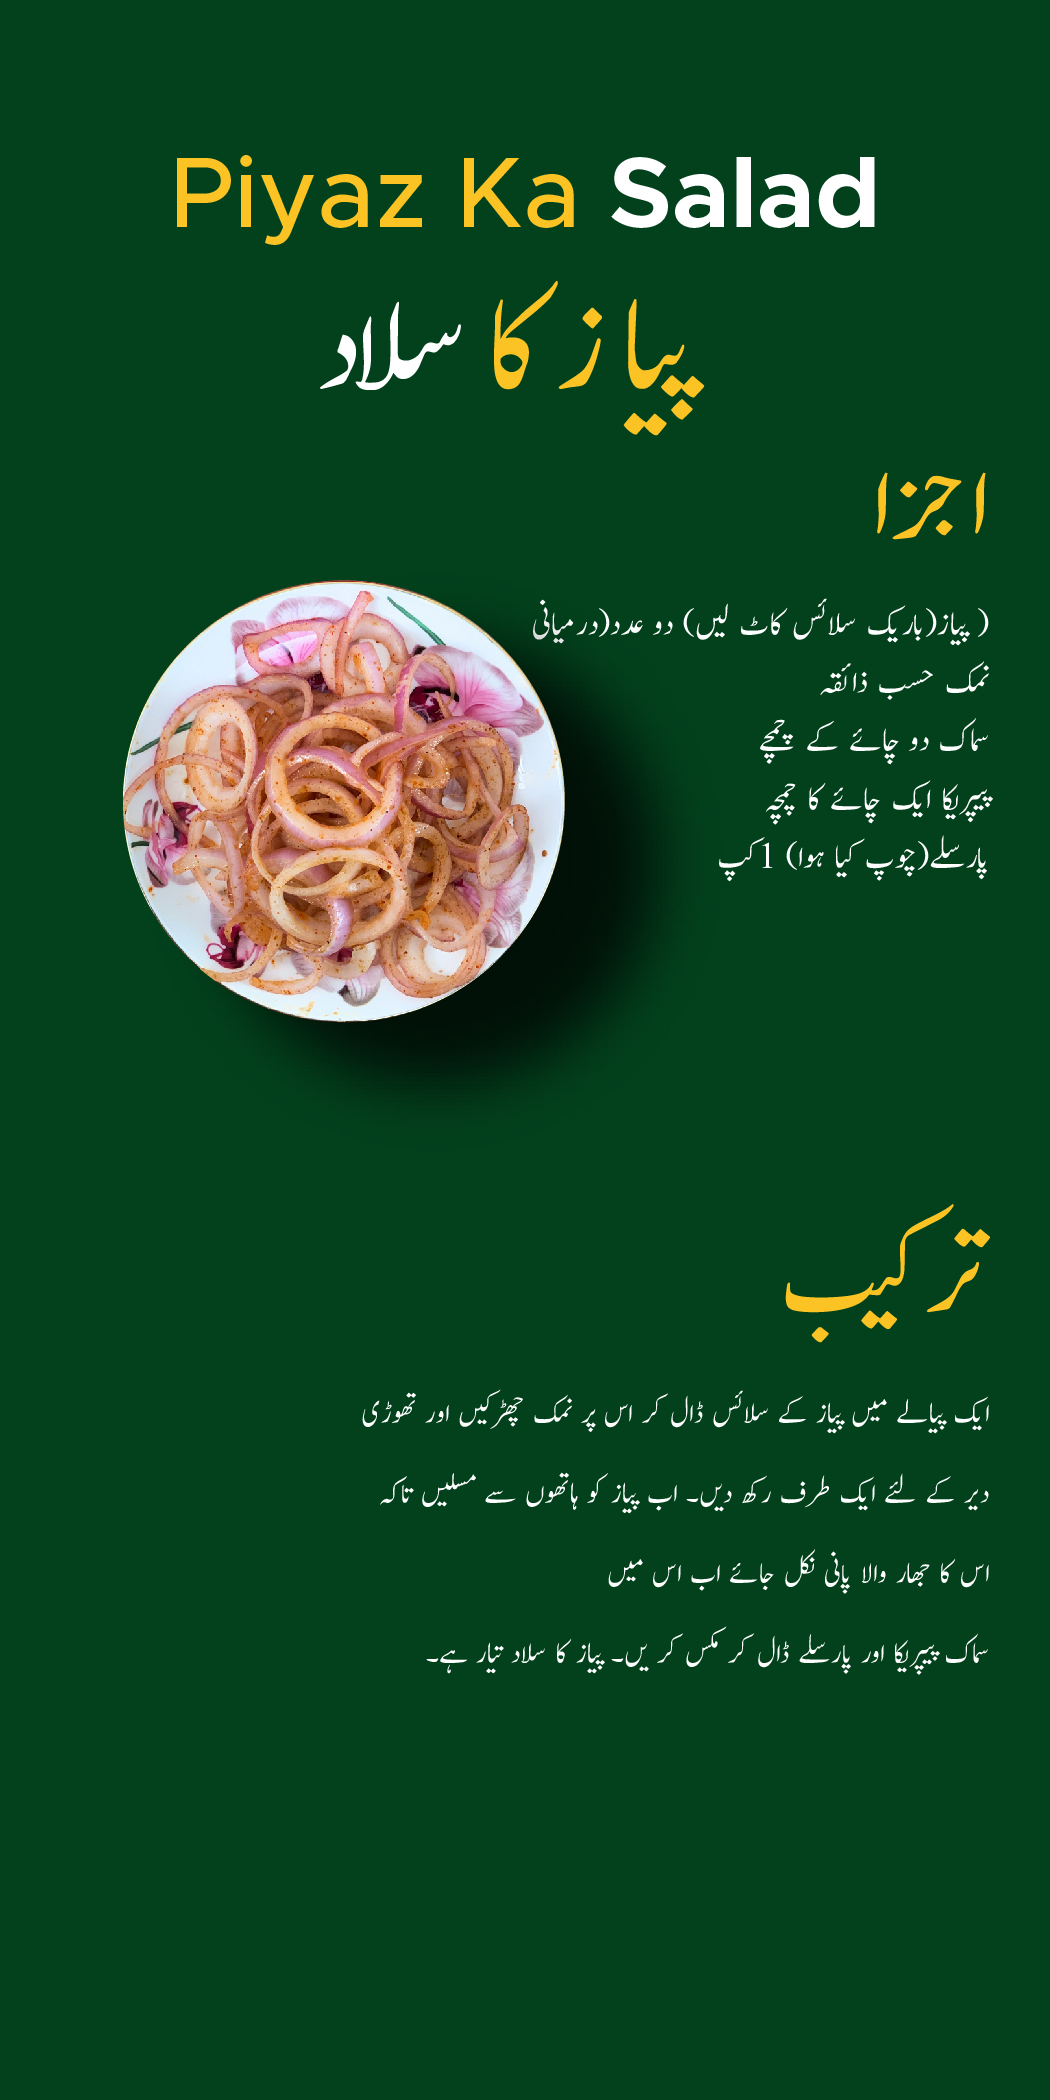 Piyaz Ka Salad
پیاز کا سلاد
اجزا
( پیاز(باریک سلائس کاٹ لیں) دو عدد(درمیانی
نمک حسب ذائقہ
سماک دو چائے کے چمچے
پیپریکا ایک چائے کا چمچہ
پارسلے(چوپ کیا ہوا) 1 کپ
ترکیب
ایک پیالے میں پیاز کے سلائس ڈال کر اس پر نمک چھڑکیں اور تھوڑی
دیر کے لئے ایک طرف رکھ دیں۔ اب پیاز کو ہاتھوں سے مسلیں تاکہ
اس کا جھار والا پانی نکل جائے اب اس میں
سماک پیپریکا اور پارسلے ڈال کر مکس کر یں۔ پیاز کا سلاد تیار ہے۔